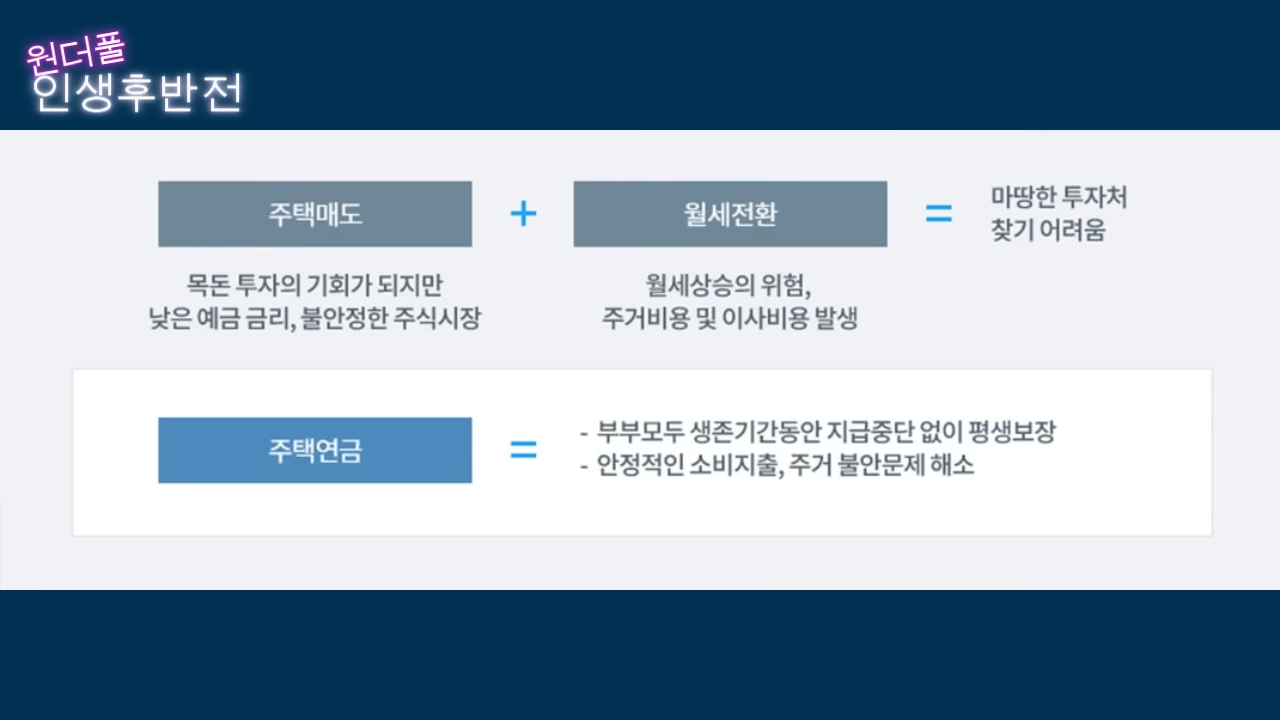 원더풀
인생후반전
주택매도 + 월세전환 = 마땅한 투자처
찾기 어려움
목돈 투자의 기회가 되지만
낮은 예금 금리, 불안정한 주식시장
월세상승의 위험,
주거비용 및 이사비용 발생
주택연금 =
- 부부모두 생존기간동안 지급중단 없이 평생보장
- 안정적인 소비지출, 주거 불안문제 해소